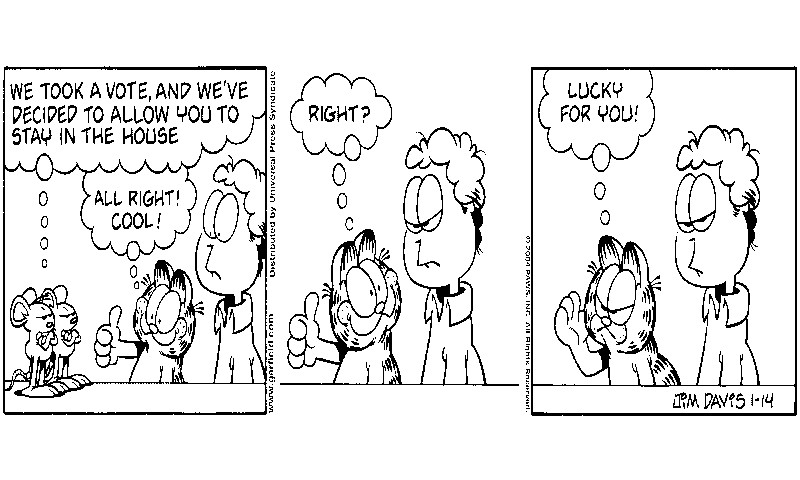 WE TOOK A VOTE, AND WE'VE
DECIDED TO ALLOW YOU TO
STAY IN THE HOUSE
ALL RIGHT!
COOL!
www.garfield.com
Distributed by Universal Press Syndicate
RIGHT?
© 2004 PAWS, INC. All Rights Reserved.
LUCKY
FOR YOU!
JIM DAVIS 1-14